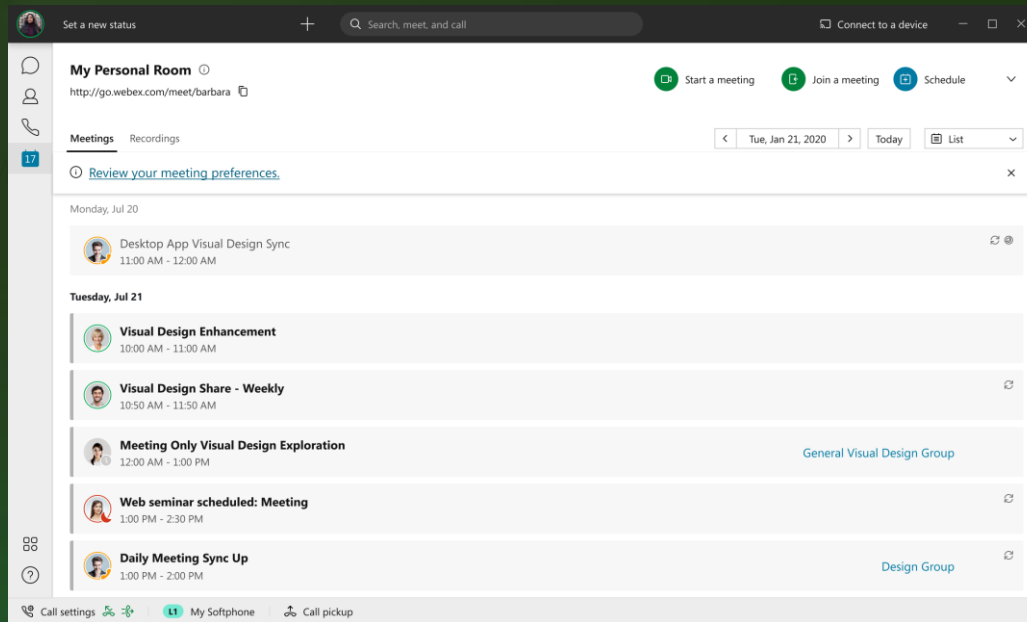 Set a new status
Search, meet, and call
Connect to a device
My Personal Room
http://go.webex.com/meet/barbara
Start a meeting
Join a meeting
Schedule
Meetings
Recordings
Tue, Jan 21, 2020
Today
List
17
Review your meeting preferences.
Monday, Jul 20
Desktop App Visual Design Sync
11:00 AM - 12:00 AM
Tuesday, Jul 21
Visual Design Enhancement
10:00 AM - 11:00 AM
Visual Design Share - Weekly
10:50 AM - 11:50 AM
Meeting Only Visual Design Exploration
12:00 AM - 1:00 PM
General Visual Design Group
Web seminar scheduled: Meeting
1:00 PM - 2:30 PM
Daily Meeting Sync Up
1:00 PM - 2:00 PM
Design Group
Call settings
L1 My Softphone
Call pickup